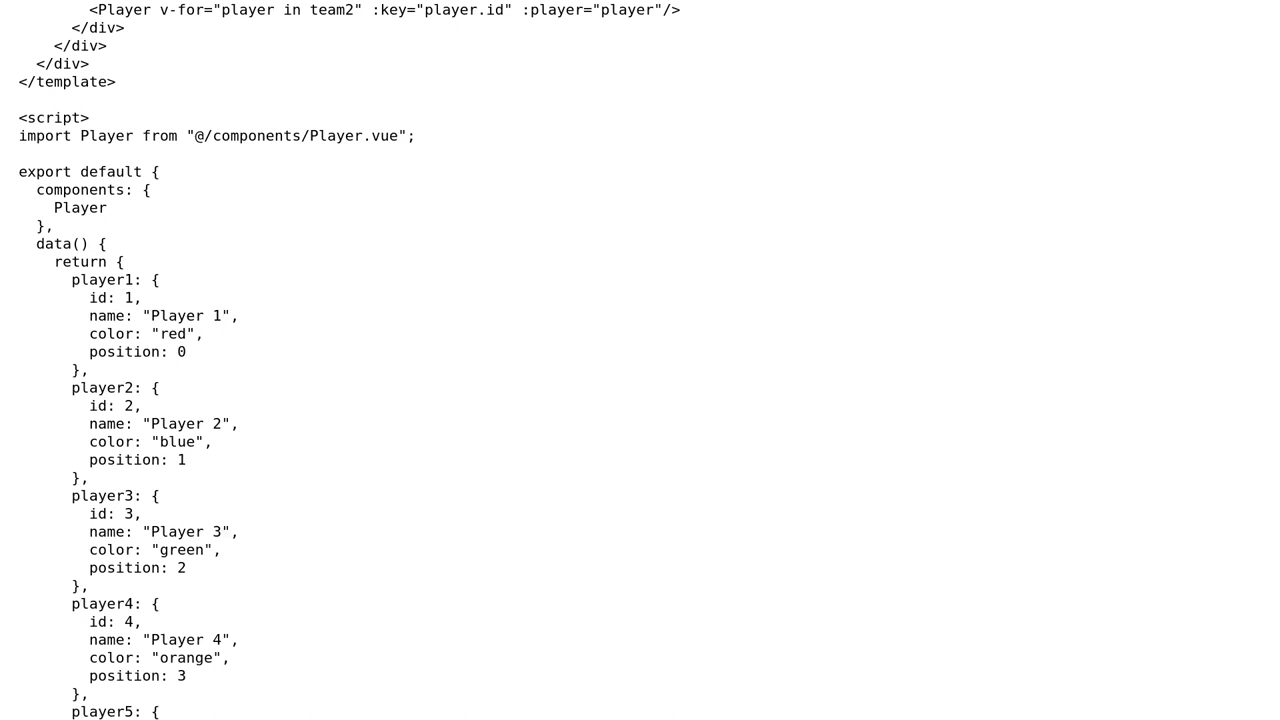 <Player v-for="player in team2" :key="player.id" :player="player"/>
      </div>
    </div>
  </div>
</template>

<script>
import Player from "@/components/Player.vue";

export default {
  components: {
    Player
  },
  data() {
    return {
      player1: {
        id: 1,
        name: "Player 1",
        color: "red",
        position: 0
      },
      player2: {
        id: 2,
        name: "Player 2",
        color: "blue",
        position: 1
      },
      player3: {
        id: 3,
        name: "Player 3",
        color: "green",
        position: 2
      },
      player4: {
        id: 4,
        name: "Player 4",
        color: "orange",
        position: 3
      },
      player5: {